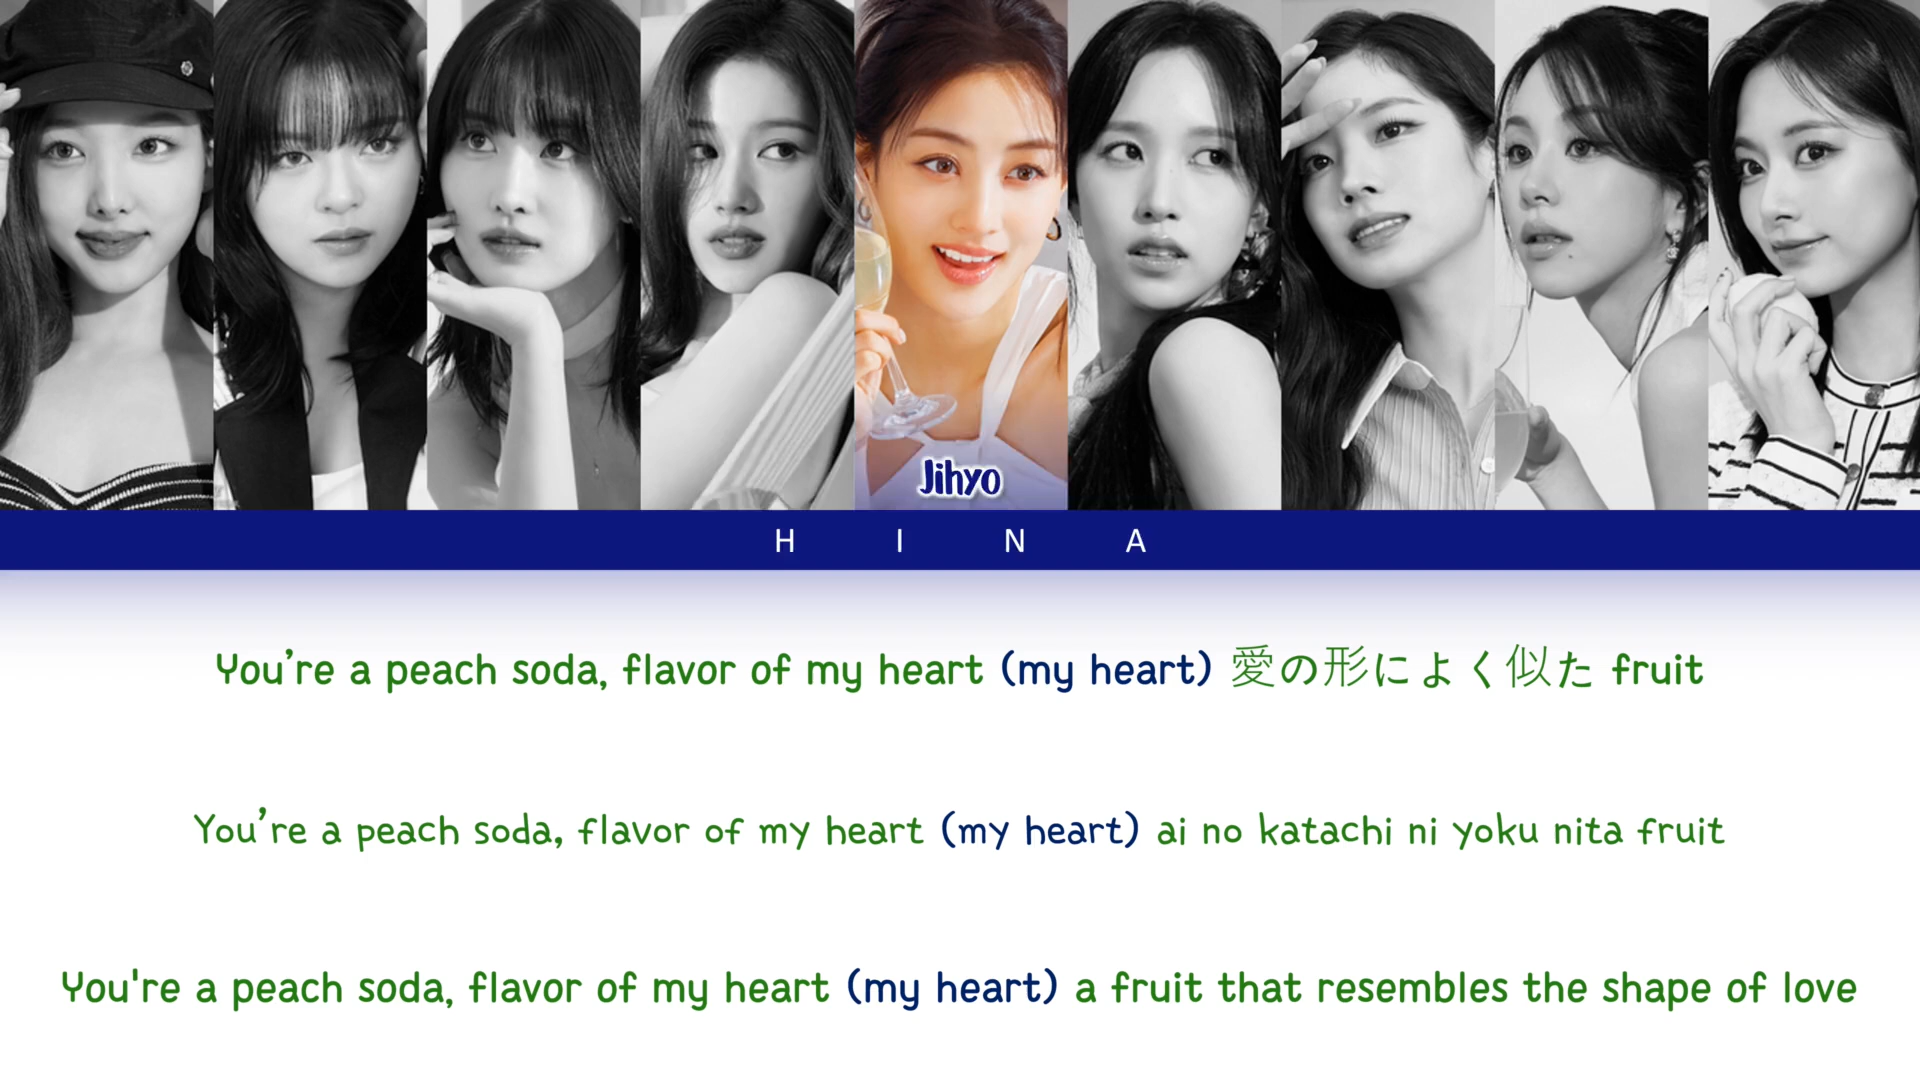 Jihyo
H I N A
You’re a peach soda, flavor of my heart (my heart) 愛の形によく似た fruit
You’re a peach soda, flavor of my heart (my heart) ai no katachi ni yoku nita fruit
You're a peach soda, flavor of my heart (my heart) a fruit that resembles the shape of love